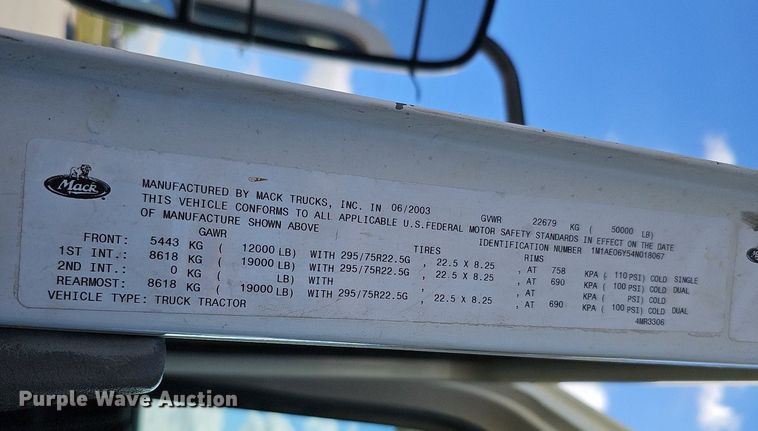 Mack
MANUFACTURED BY MACK TRUCKS, INC. IN 06/2003 GVWR 22679 KG ( 50000 LB)
THIS VEHICLE CONFORMS TO ALL APPLICABLE U.S.FEDERAL MOTOR SAFETY STANDARDS IN EFFECT ON THE DATE
OF MANUFACTURE SHOWN ABOVE IDENTIFICATION NUMBER 1M1AE06Y54N018067
GAWR TIRES RIMS
FRONT: 5443 KG ( 12000 LB) WITH 295/75R22.5G , 22.5 X 8.25 , AT 758 KPA ( 110 PSI) COLD SINGLE
1ST INT.: 8618 KG ( 19000 LB) WITH 295/75R22.5G , 22.5 X 8.25 , AT 690 KPA ( 100 PSI) COLD DUAL
2ND INT.: 0 KG ( LB) WITH , , AT KPA ( PSI) COLD
REARMOST: 8618 KG ( 19000 LB) WITH 295/75R22.5G , 22.5 X 8.25 , AT 690 KPA ( 100 PSI) COLD DUAL
VEHICLE TYPE: TRUCK TRACTOR 4MR3306
Purple Wave Auction